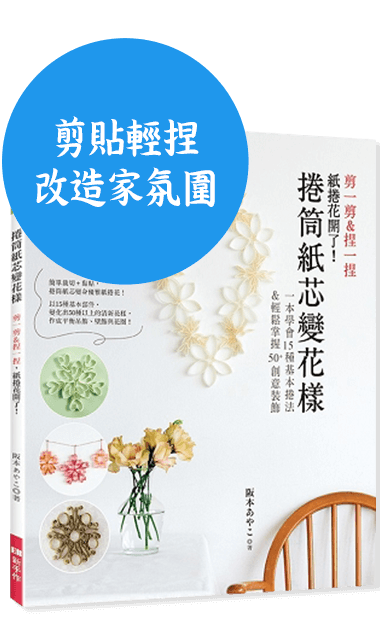 剪貼輕捏
改造家氛圍
剪一剪&捏一捏
紙捲花開了！
捲筒紙芯變花樣
一本學會15種基本捲法
&輕鬆掌握50⁺創意裝飾
簡單裁切＋黏貼，
捲筒紙芯變身優雅紙捲花！
以15種基本部件，
變化出50種以上的清新花樣，
作成平衡吊飾、壁飾與花圈！
阪本あやこ◎著
捲筒紙芯變花樣
剪一剪&捏一捏，紙捲花開了！
阪本あやこ◎著
新手作